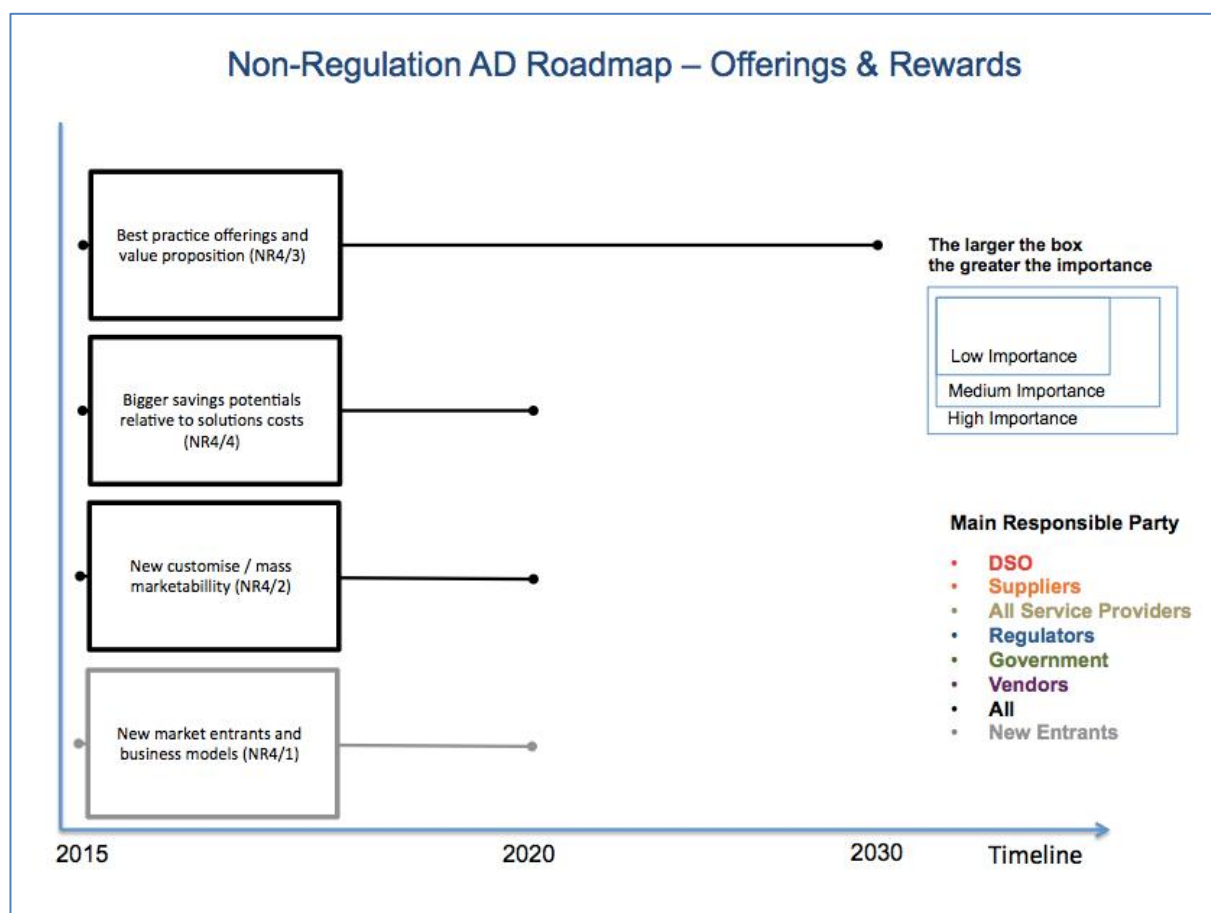 Non-Regulation AD Roadmap – Offerings & Rewards
Best practice offerings and
value proposition (NR4/3)
Bigger savings potentials
relative to solutions costs
(NR4/4)
New customise / mass
marketabillity (NR4/2)
New market entrants and
business models (NR4/1)
The larger the box
the greater the importance
Low Importance
Medium Importance
High Importance
Main Responsible Party
• DSO
• Suppliers
• All Service Providers
• Regulators
• Government
• Vendors
• All
• New Entrants
2015
2020
2030
Timeline